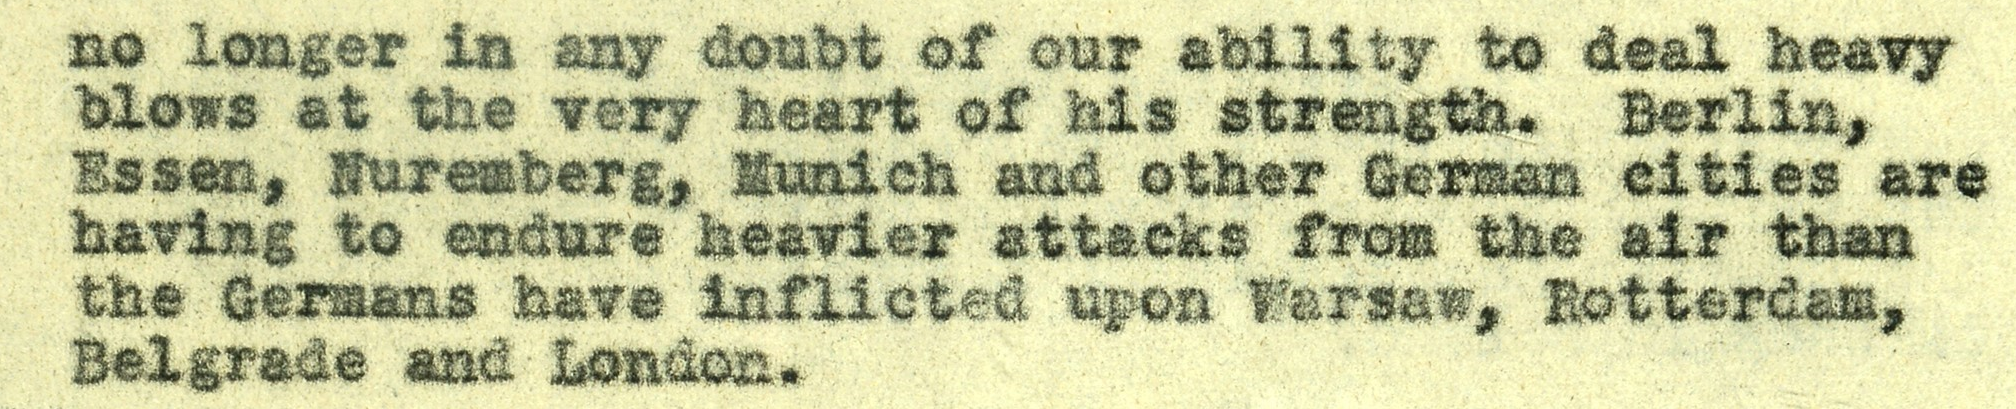 no longer in any doubt of our ability to deal heavy
blows at the very heart of his strength.  Berlin,
Essen, Nuremberg, Munich and other German cities are
having to endure heavier attacks from the air than
the Germans have inflicted upon Warsaw, Rotterdam,
Belgrade and London.